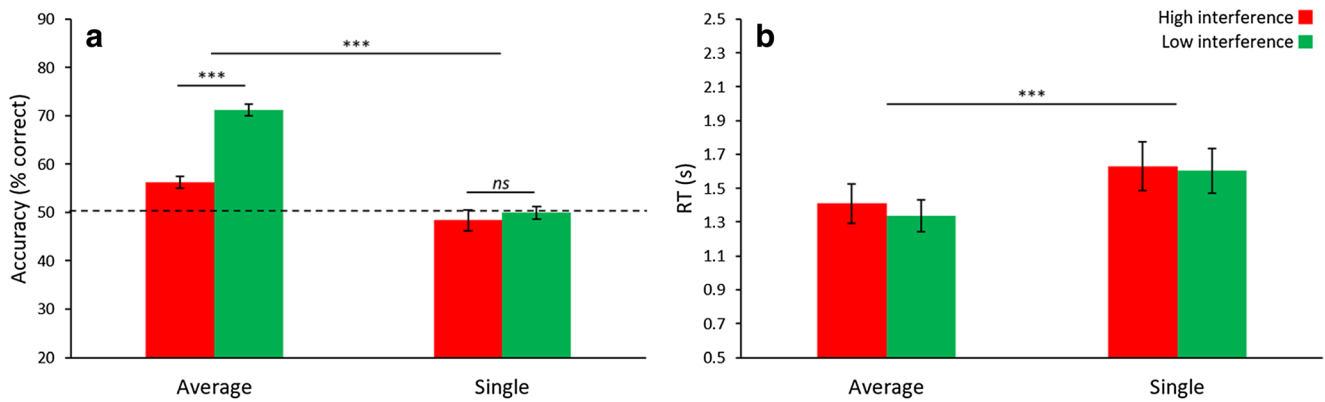 a
Accuracy (% correct)
90
80
70
60
50
40
30
20
***
***
ns
Average
Single
b
High interference
Low interference
RT (s)
2.5
2.3
2.1
1.9
1.7
1.5
1.3
1.1
0.9
0.7
0.5
***
Average
Single